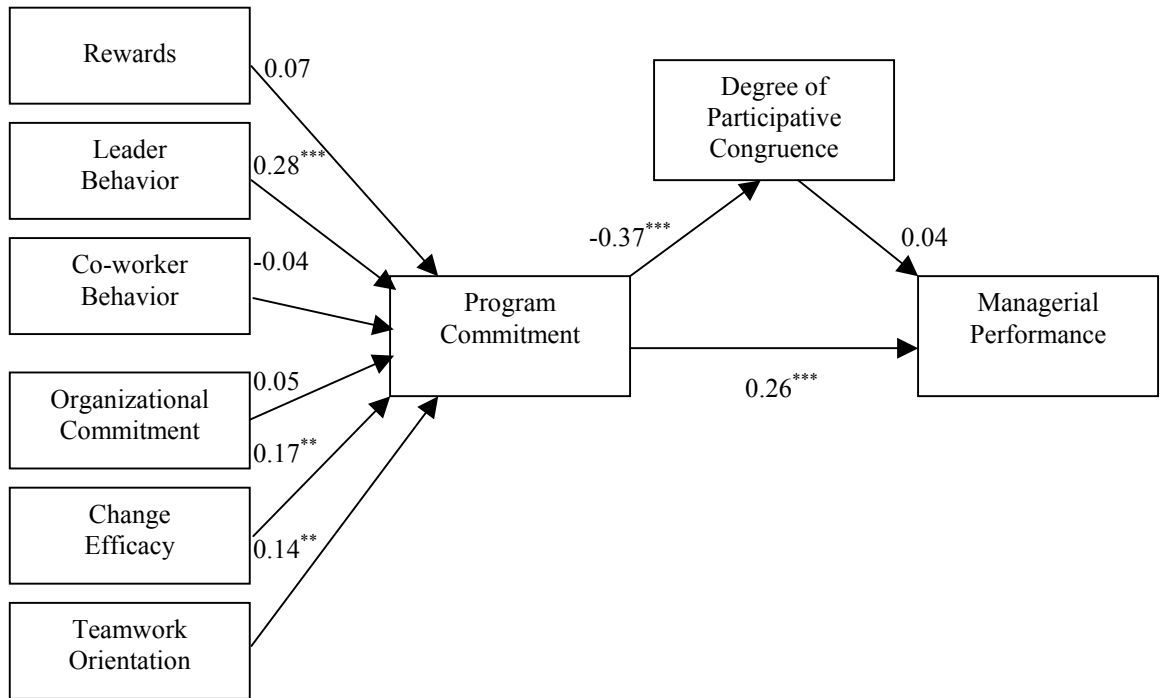 Rewards
0.07
Leader
Behavior
0.28***
Co-worker
Behavior
-0.04
Organizational
Commitment
0.05
Change
Efficacy
0.17**
Teamwork
Orientation
0.14**
Program
Commitment
-0.37***
Degree of
Participative
Congruence
0.04
0.26***
Managerial
Performance